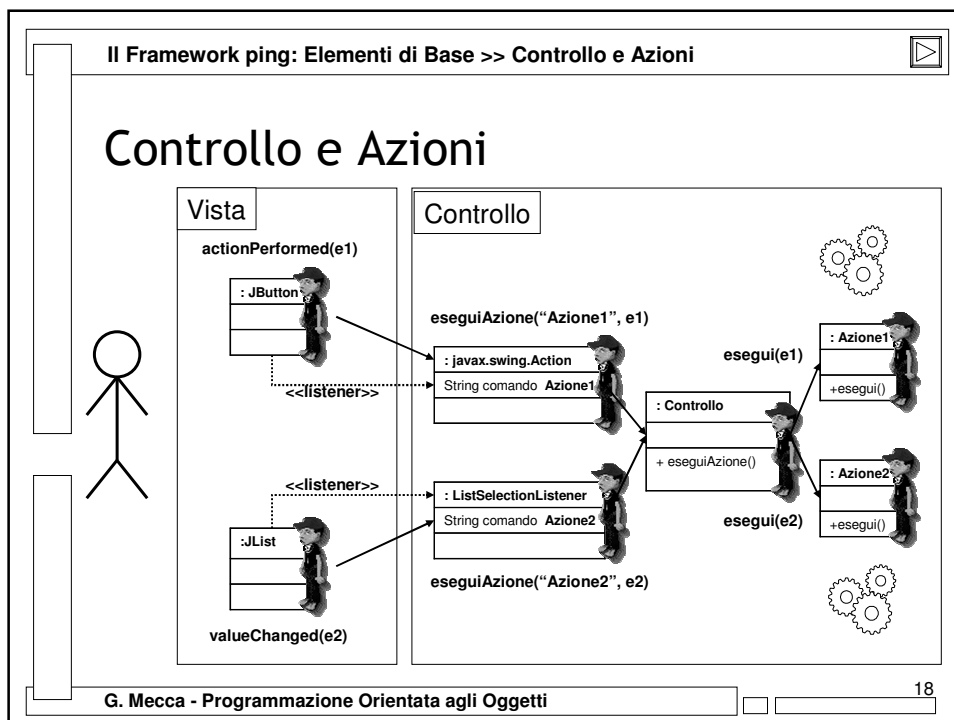 Il Framework ping: Elementi di Base >> Controllo e Azioni
Controllo e Azioni
Vista
Controllo
actionPerformed(e1)
: JButton
<<listener>>
eseguiAzione(“Azione1”, e1)
: javax.swing.Action
String comando Azione1
<<listener>>
: ListSelectionListener
String comando Azione2
eseguiAzione(“Azione2”, e2)
:JList
valueChanged(e2)
: Controllo
+ eseguiAzione()
esegui(e1)
: Azione1
+esegui()
esegui(e2)
: Azione2
+esegui()
G. Mecca - Programmazione Orientata agli Oggetti
18